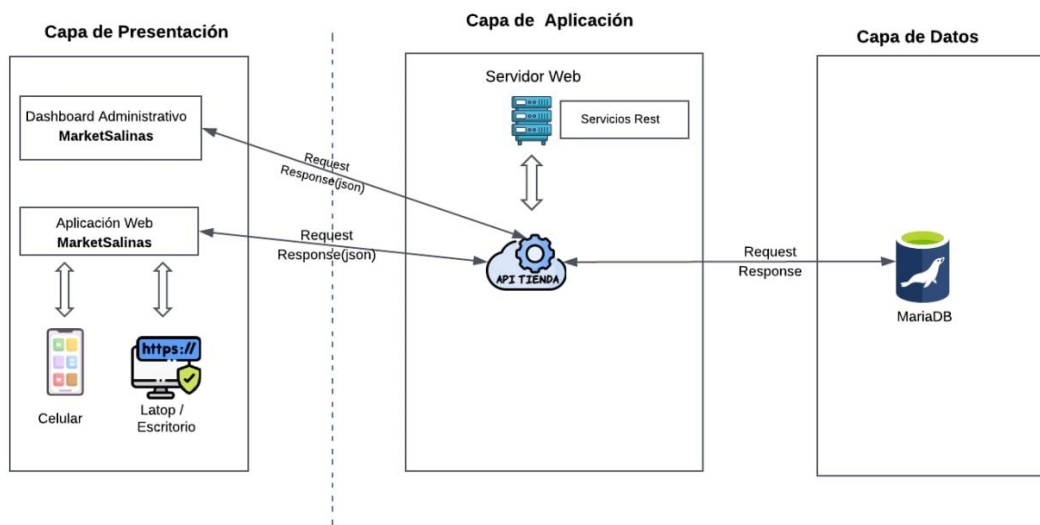 Capa de Presentación
Dashboard Administrativo
MarketSalinas
Aplicación Web
MarketSalinas
Celular
https://
Latop /
Escritorio
Request
Response(json)
Request
Response(json)
Capa de Aplicación
Servidor Web
Servicios Rest
API TIENDA
Request
Response
Capa de Datos
MariaDB